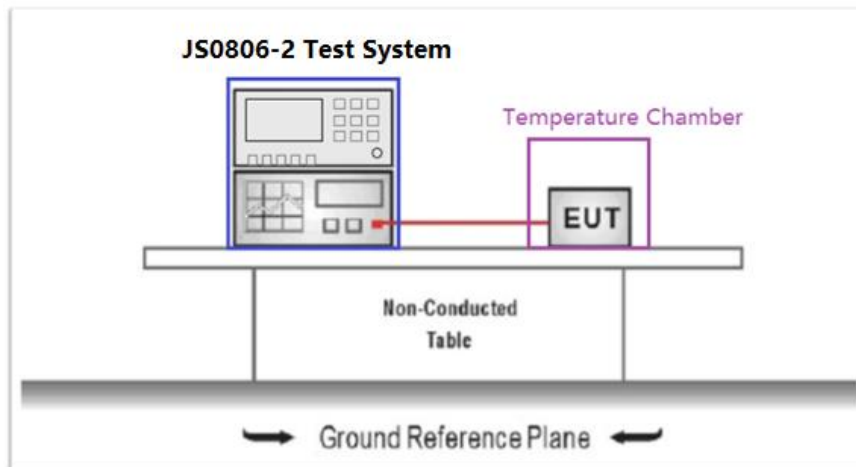 JS0806-2 Test System
Temperature Chamber
EUT
Non-Conducted
Table
Ground Reference Plane